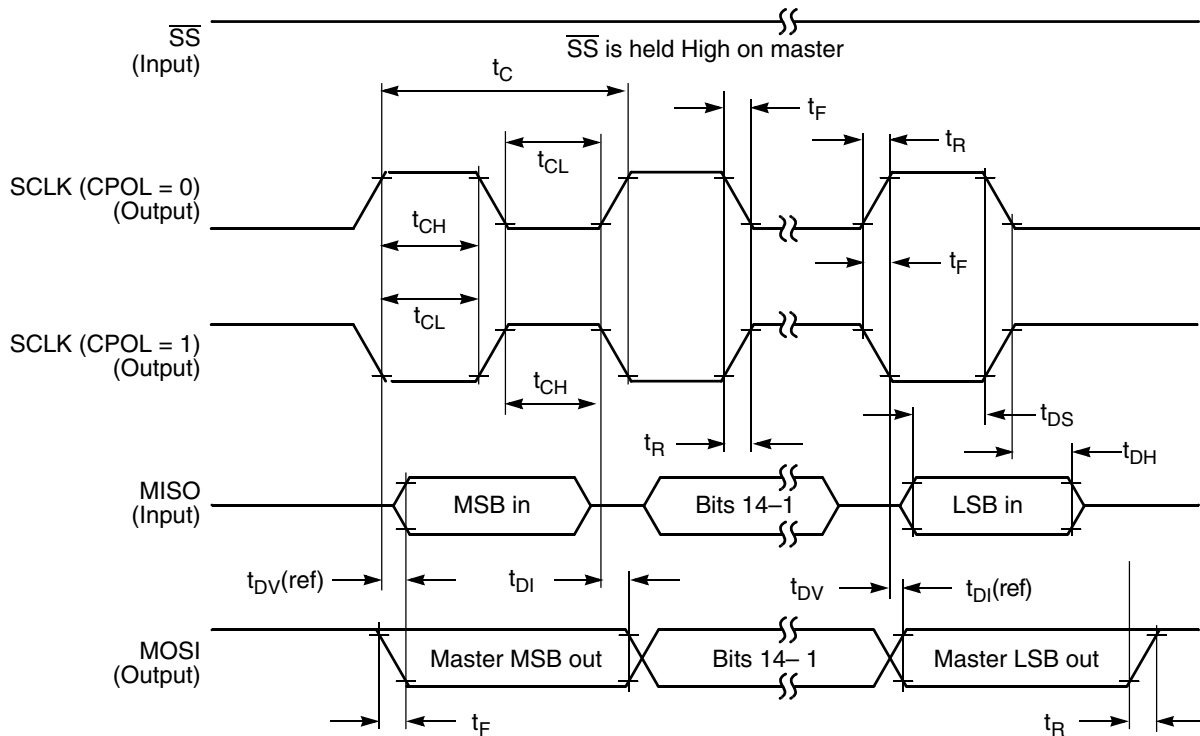 SS
(Input)
SS is held High on master
tC
tF
tR
tCL
SCLK (CPOL = 0)
(Output)
tCH
tF
tCL
SCLK (CPOL = 1)
(Output)
tCH
tDS
tR
tDH
MISO
(Input)
MSB in
Bits 14–1
LSB in
tDV(ref)
tDI
tDV
tDI(ref)
MOSI
(Output)
Master MSB out
Bits 14– 1
Master LSB out
tF
tR